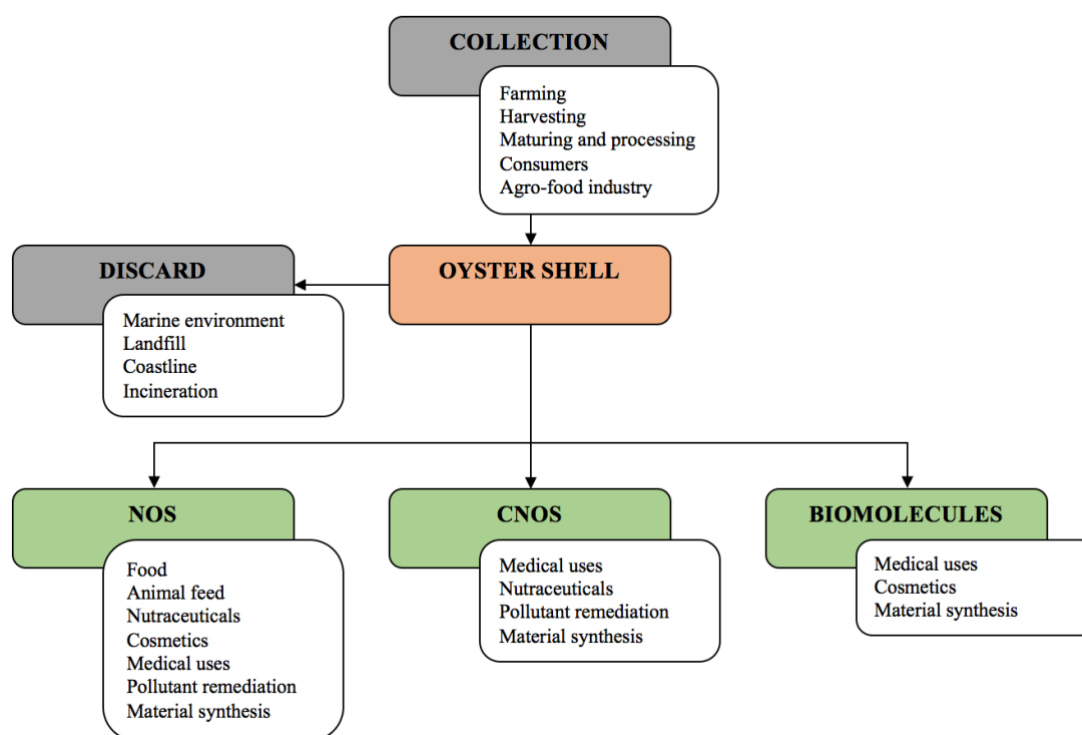 COLLECTION
Farming
Harvesting
Maturing and processing
Consumers
Agro-food industry
DISCARD
Marine environment
Landfill
Coastline
Incineration
OYSTER SHELL
NOS
Food
Animal feed
Nutraceuticals
Cosmetics
Medical uses
Pollutant remediation
Material synthesis
CNOS
Medical uses
Nutraceuticals
Pollutant remediation
Material synthesis
BIOMOLECULES
Medical uses
Cosmetics
Material synthesis